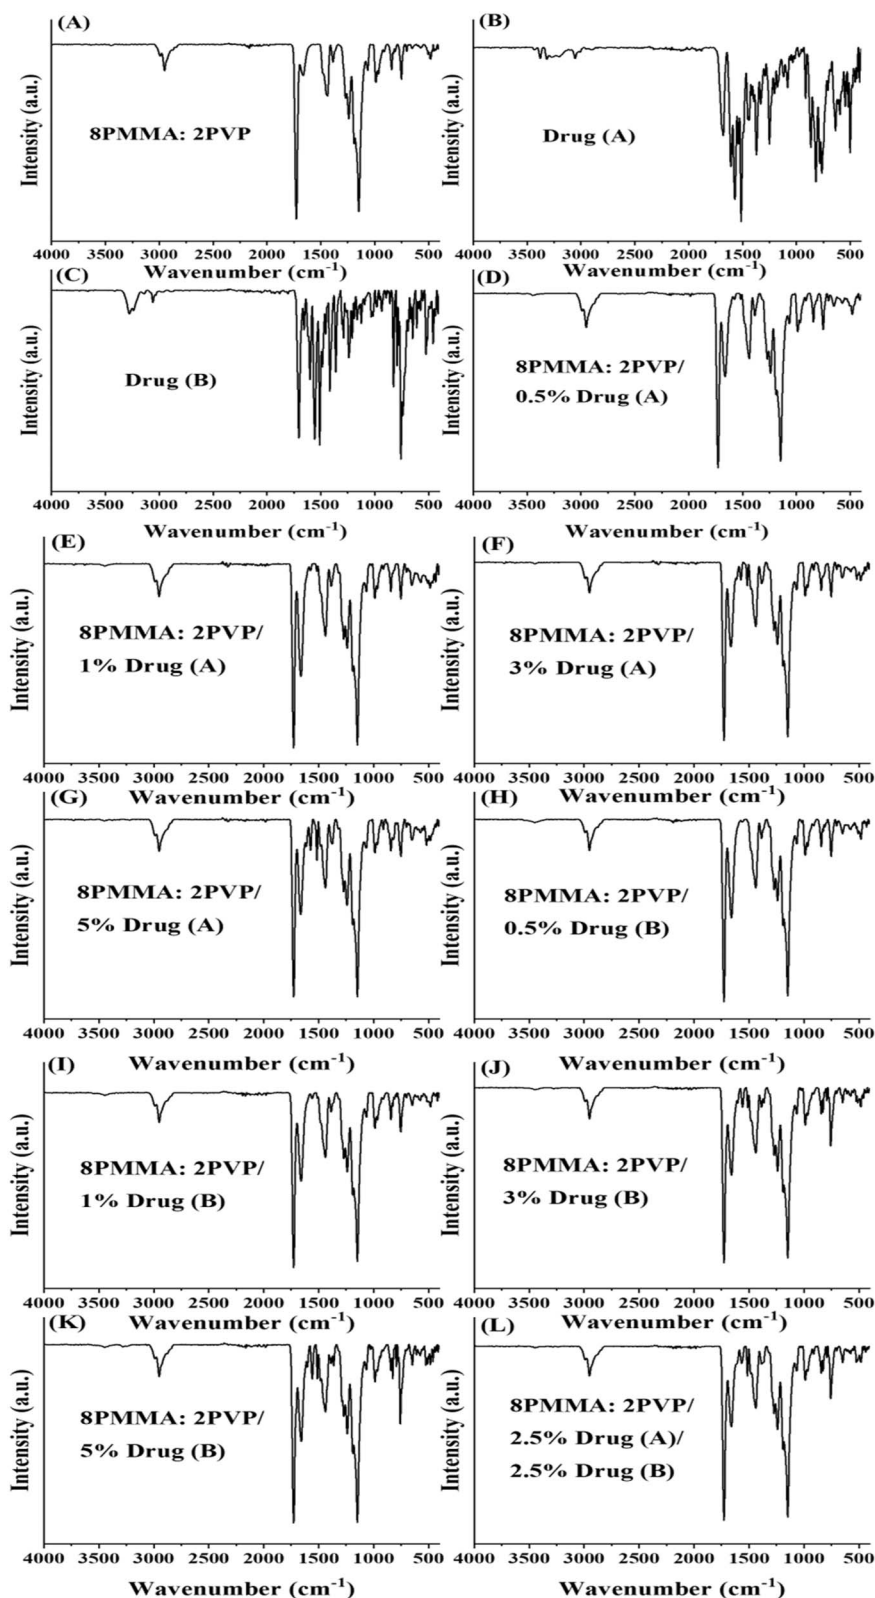 (A)
Intensity (a.u.)
8PMMA: 2PVP
4000 3500 3000 2500 2000 1500 1000 500
Wavenumber (cm-1)
(B)
Intensity (a.u.)
Drug (A)
4000 3500 3000 2500 2000 1500 1000 500
Wavenumber (cm-1)
(C)
Intensity (a.u.)
Drug (B)
4000 3500 3000 2500 2000 1500 1000 500
Wavenumber (cm-1)
(D)
Intensity (a.u.)
8PMMA: 2PVP/
0.5% Drug (A)
4000 3500 3000 2500 2000 1500 1000 500
Wavenumber (cm-1)
(E)
Intensity (a.u.)
8PMMA: 2PVP/
1% Drug (A)
4000 3500 3000 2500 2000 1500 1000 500
Wavenumber (cm-1)
(F)
Intensity (a.u.)
8PMMA: 2PVP/
3% Drug (A)
4000 3500 3000 2500 2000 1500 1000 500
Wavenumber (cm-1)
(G)
Intensity (a.u.)
8PMMA: 2PVP/
5% Drug (A)
4000 3500 3000 2500 2000 1500 1000 500
Wavenumber (cm-1)
(H)
Intensity (a.u.)
8PMMA: 2PVP/
0.5% Drug (B)
4000 3500 3000 2500 2000 1500 1000 500
Wavenumber (cm-1)
(I)
Intensity (a.u.)
8PMMA: 2PVP/
1% Drug (B)
4000 3500 3000 2500 2000 1500 1000 500
Wavenumber (cm-1)
(J)
Intensity (a.u.)
8PMMA: 2PVP/
3% Drug (B)
4000 3500 3000 2500 2000 1500 1000 500
Wavenumber (cm-1)
(K)
Intensity (a.u.)
8PMMA: 2PVP/
5% Drug (B)
4000 3500 3000 2500 2000 1500 1000 500
Wavenumber (cm-1)
(L)
Intensity (a.u.)
8PMMA: 2PVP/
2.5% Drug (A)/
2.5% Drug (B)
4000 3500 3000 2500 2000 1500 1000 500
Wavenumber (cm-1)